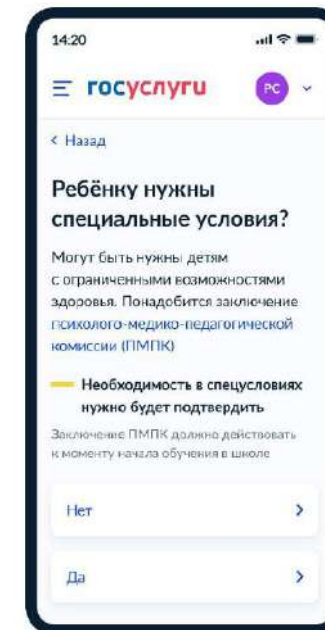 14:20
госуслуги
РС
Назад
Ребёнку нужны
специальные условия?
Могут быть нужны детям
с ограниченными возможностями
здоровья. Понадобится заключение
психолого-медико-педагогической
комиссии (ПМПК)
Необходимость в спецусловиях
нужно будет подтвердить
Заключение ПМПК должно действовать
к моменту начала обучения в школе
Нет
Да